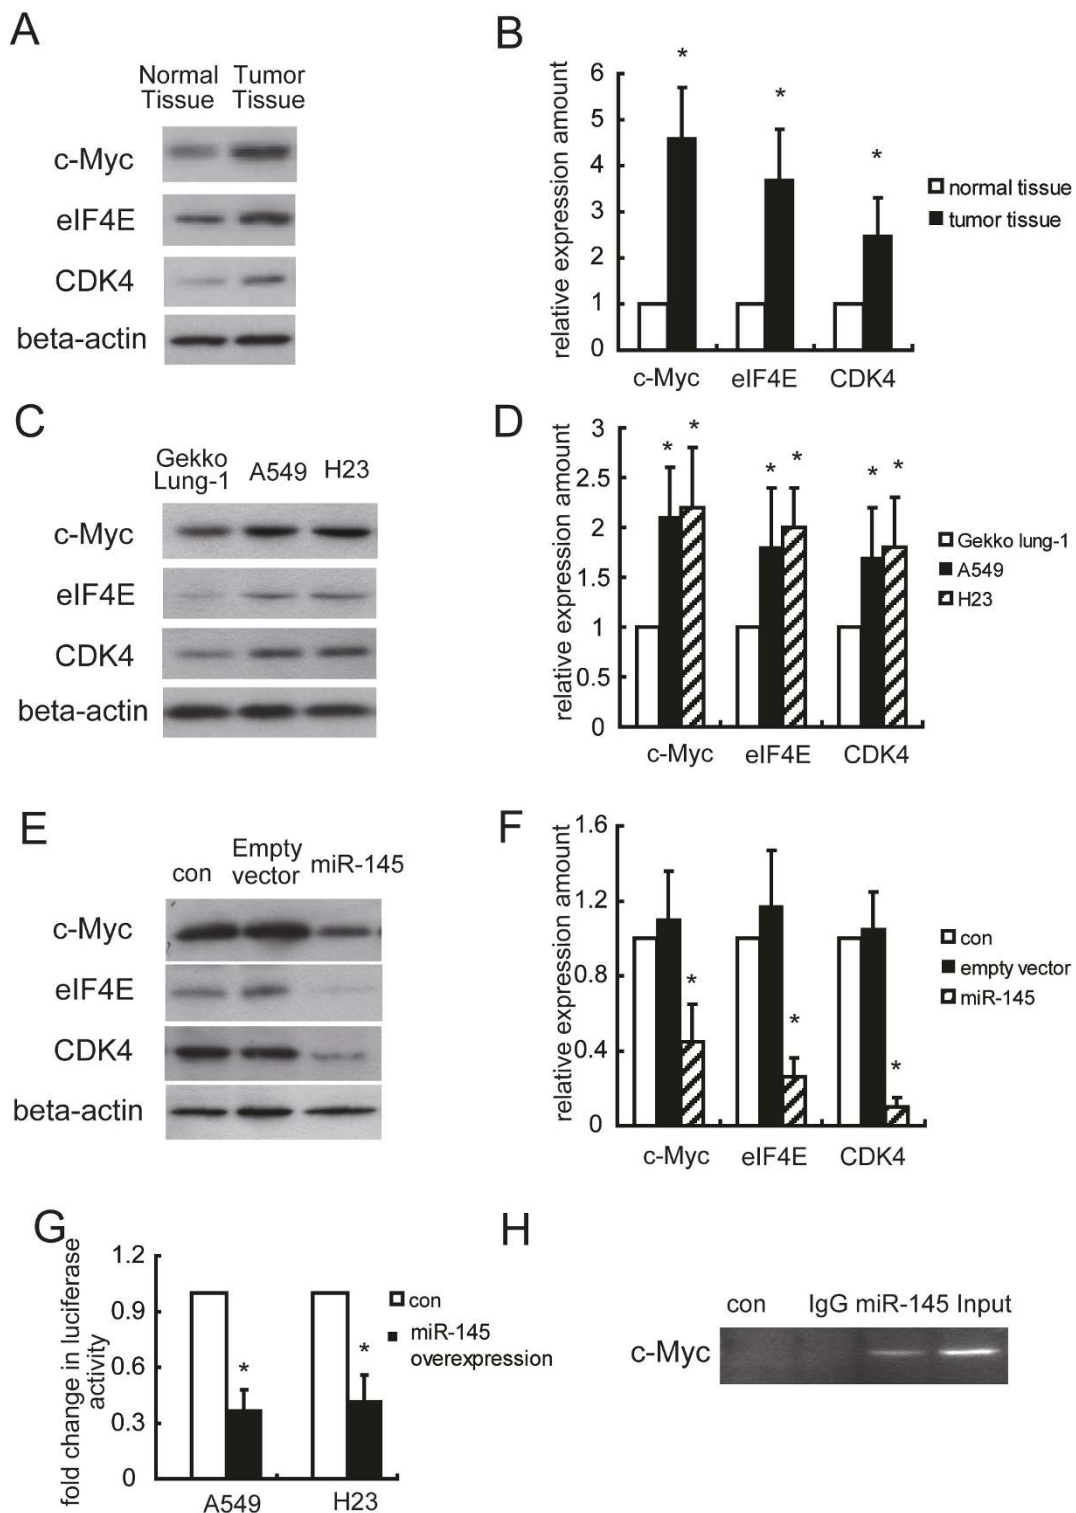 A
Normal Tumor
Tissue Tissue
c-Myc
eIF4E
CDK4
beta-actin
B
relative expression amount
6
5
4
3
2
1
0
*
*
*
c-Myc eIF4E CDK4
normal tissue
tumor tissue
C
Gekko
Lung-1 A549 H23
c-Myc
eIF4E
CDK4
beta-actin
D
relative expression amount
3
2.5
2
1.5
1
0.5
0
* *
* *
* *
c-Myc eIF4E CDK4
Gekko lung-1
A549
H23
E
con Empty
vector miR-145
c-Myc
eIF4E
CDK4
beta-actin
F
relative expression amount
1.6
1.2
0.8
0.4
0
*
*
*
c-Myc eIF4E CDK4
con
empty vector
miR-145
G
fold change in luciferase
activity
1.2
0.9
0.6
0.3
0
*
*
A549 H23
con
miR-145
overexpression
H
con IgG miR-145 Input
c-Myc